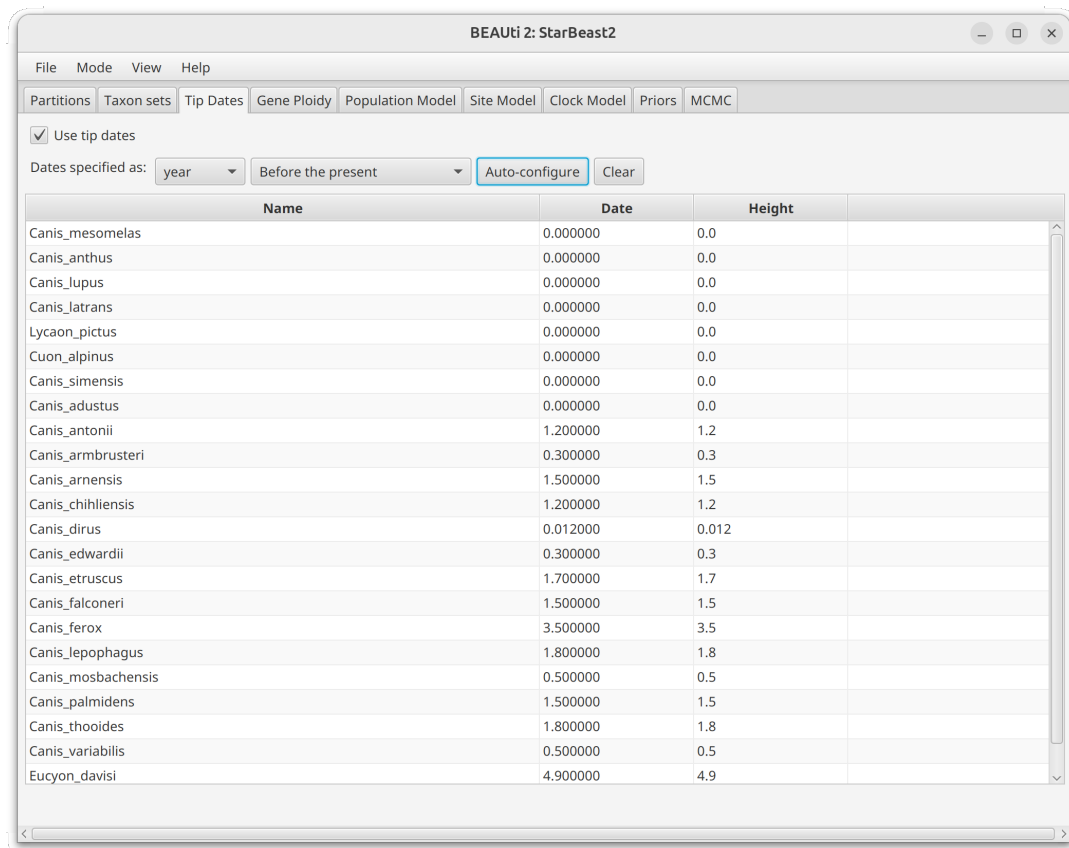 BEAUti 2: StarBeast2
File Mode View Help
Partitions Taxon sets Tip Dates Gene Ploidy Population Model Site Model Clock Model Priors MCMC
Use tip dates
Dates specified as: year Before the present Auto-configure Clear
Name Date Height
Canis_mesomelas 0.000000 0.0
Canis_anthus 0.000000 0.0
Canis_lupus 0.000000 0.0
Canis_latrans 0.000000 0.0
Lycaon_pictus 0.000000 0.0
Cuon_alpinus 0.000000 0.0
Canis_simensis 0.000000 0.0
Canis_adustus 0.000000 0.0
Canis_antonii 1.200000 1.2
Canis_armbrusteri 0.300000 0.3
Canis_arnensis 1.500000 1.5
Canis_chihliensis 1.200000 1.2
Canis_dirus 0.012000 0.012
Canis_edwardii 0.300000 0.3
Canis_etruscus 1.700000 1.7
Canis_falconeri 1.500000 1.5
Canis_ferox 3.500000 3.5
Canis_lepophagus 1.800000 1.8
Canis_mosbachensis 0.500000 0.5
Canis_palmidens 1.500000 1.5
Canis_thooides 1.800000 1.8
Canis_variabilis 0.500000 0.5
Eucyon_davisi 4.900000 4.9